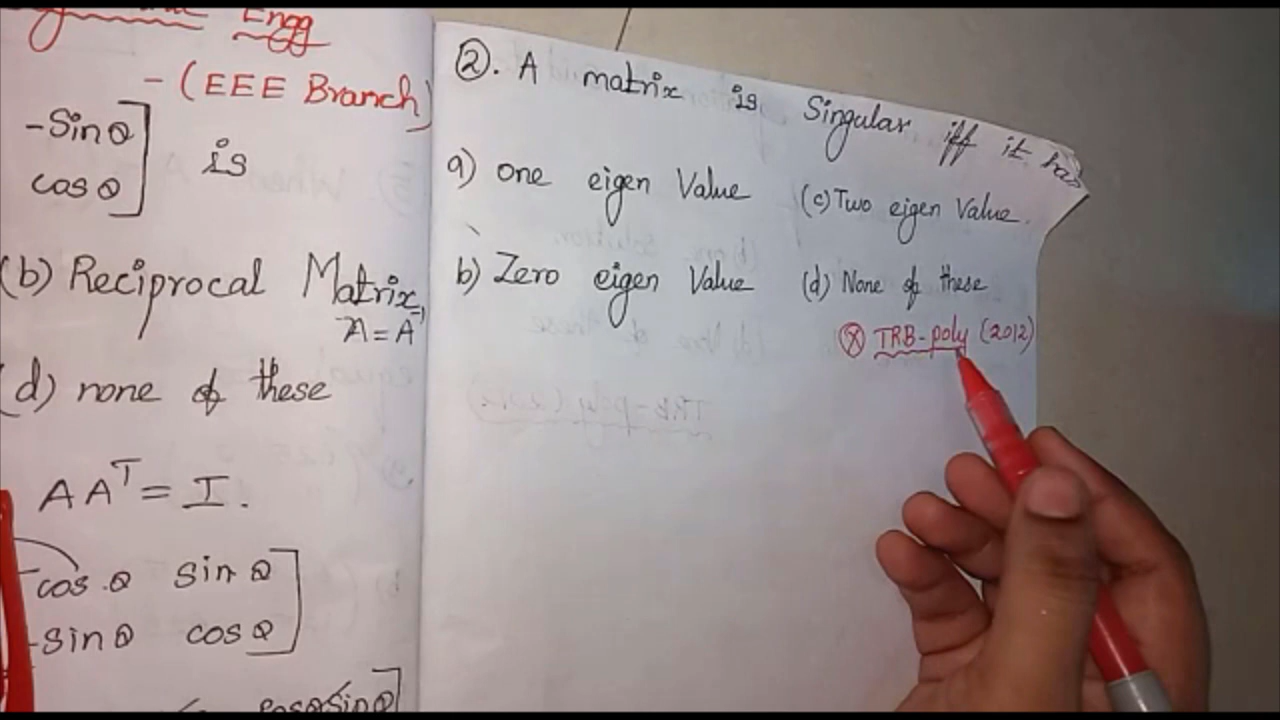 Engg
- (EEE Branch)
-Sinθ
cosθ
is
(b) Reciprocal Matrix,
A = A⁻¹
(d) none of these
AAᵀ = I.
cosθ sinθ
-sinθ cosθ
②. A matrix is Singular iff it has
a) one eigen Value (c) Two eigen Value.
b) Zero eigen Value (d) None of these
TRB-poly (2012)